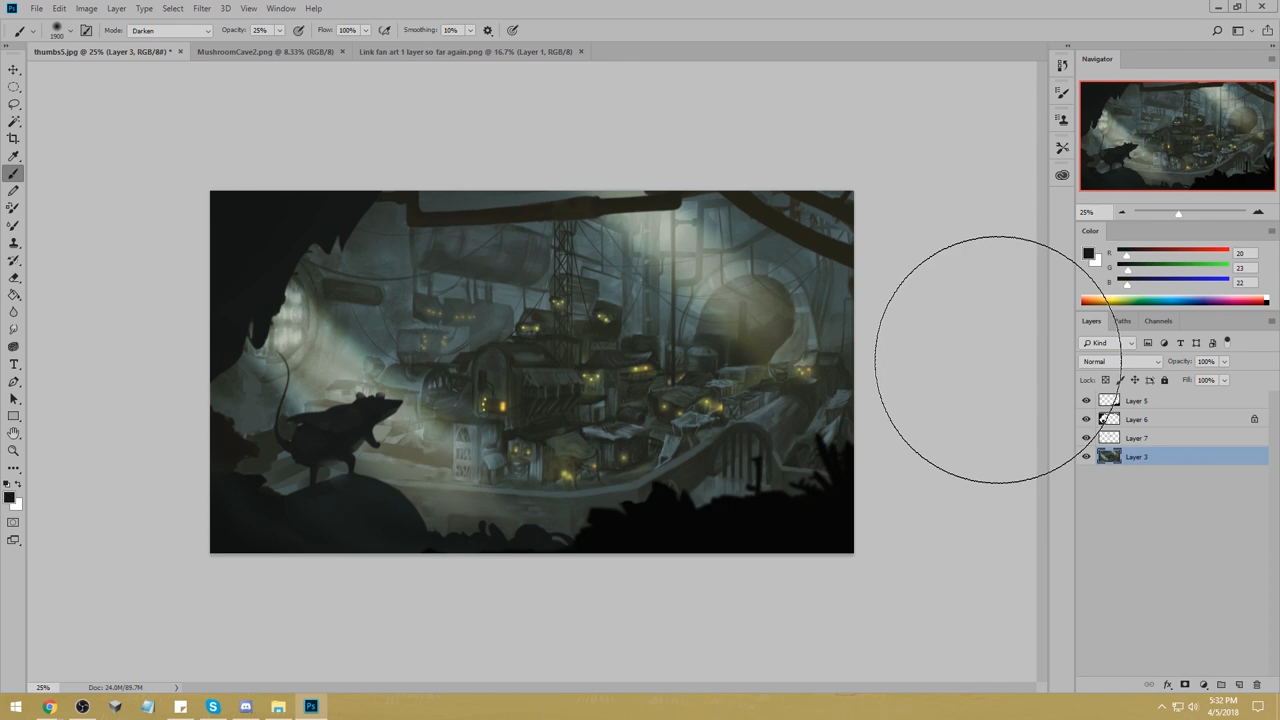 Ps File Edit Image Layer Type Select Filter 3D View Window Help
1900 Mode: Darken Opacity: 25% Flow: 100% Smoothing: 10%
thumbs5.jpg @ 25% (Layer 3, RGB/8#) * × MushroomCave2.png @ 8.33% (RGB/8) × Link fan art 1 layer so far again.png @ 16.7% (Layer 1, RGB/8) ×
Navigator
25%
Color
R 20
G 23
B 22
Layers Paths Channels
Kind
Normal Opacity: 100%
Lock: Fill: 100%
Layer 5
Layer 6
Layer 7
Layer 3
25% Doc: 24.0M/89.7M
fx
Ps
5:32 PM
4/5/2018